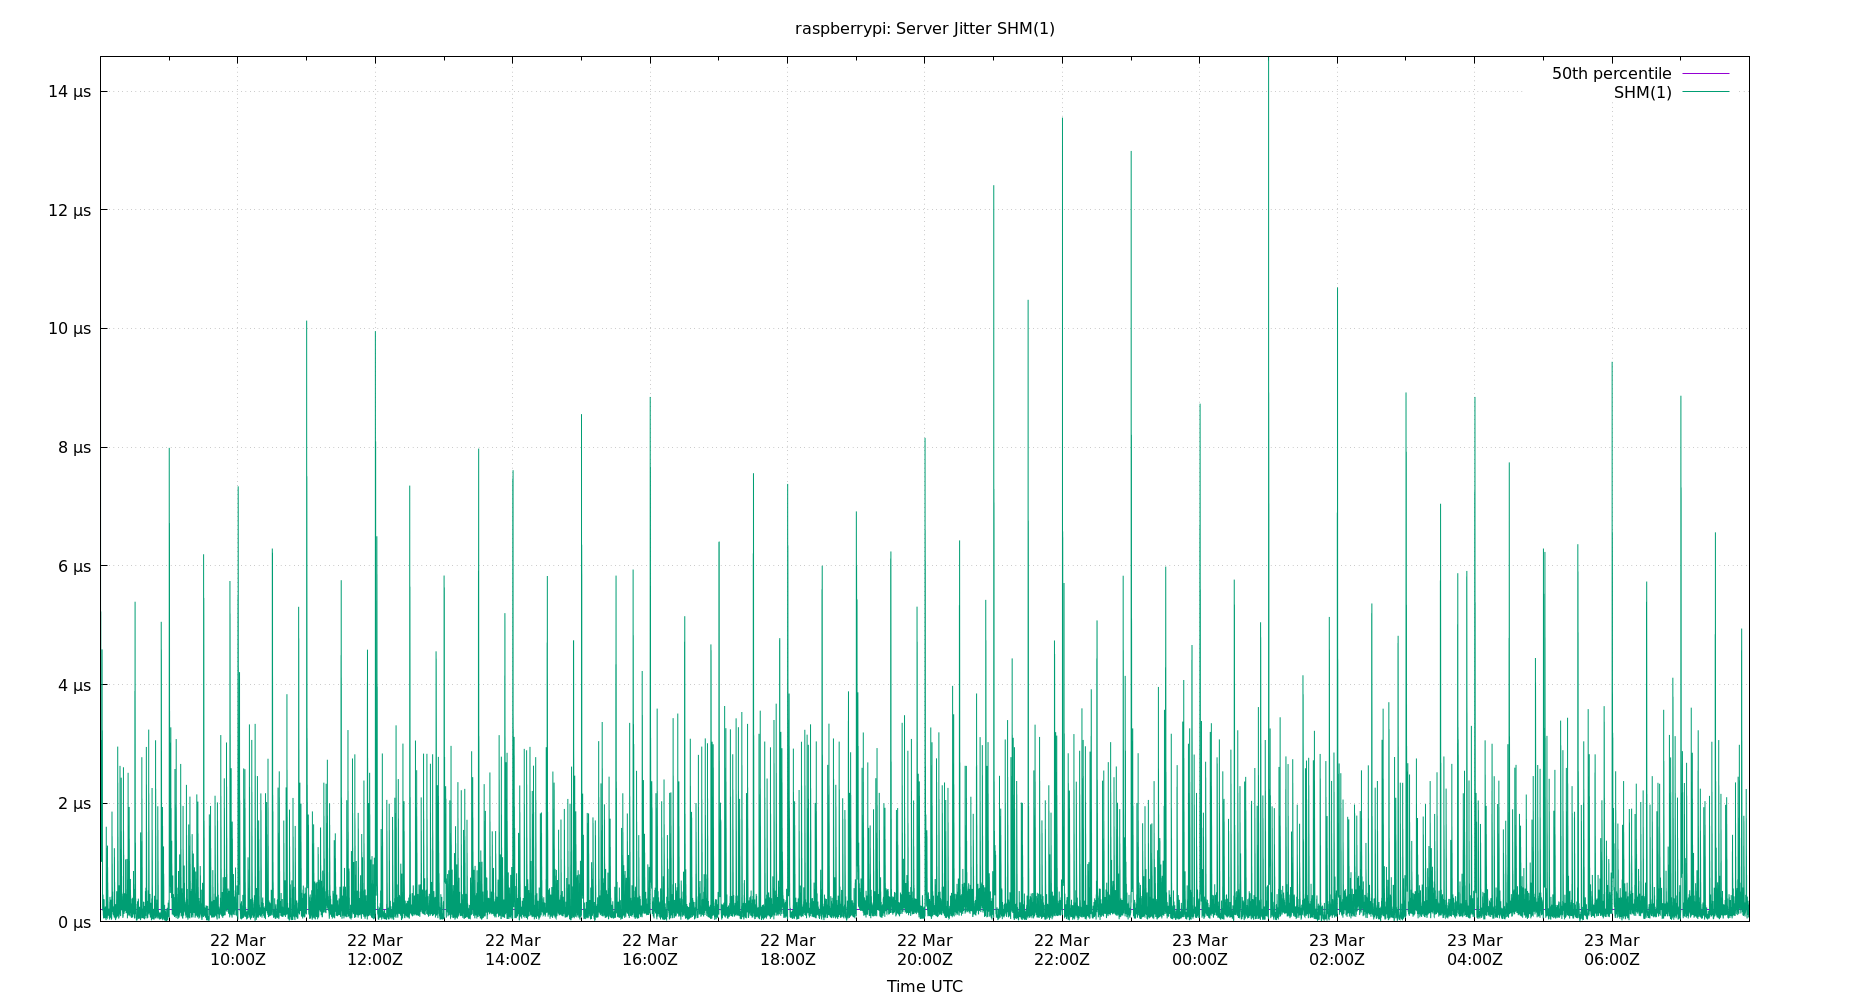 raspberrypi: Server Jitter SHM(1)
50th percentile
SHM(1)
14 µs
12 µs
10 µs
8 µs
6 µs
4 µs
2 µs
0 µs
22 Mar 22 Mar 22 Mar 22 Mar 22 Mar 22 Mar 22 Mar 23 Mar 23 Mar 23 Mar 23 Mar
10:00Z 12:00Z 14:00Z 16:00Z 18:00Z 20:00Z 22:00Z 00:00Z 02:00Z 04:00Z 06:00Z
Time UTC